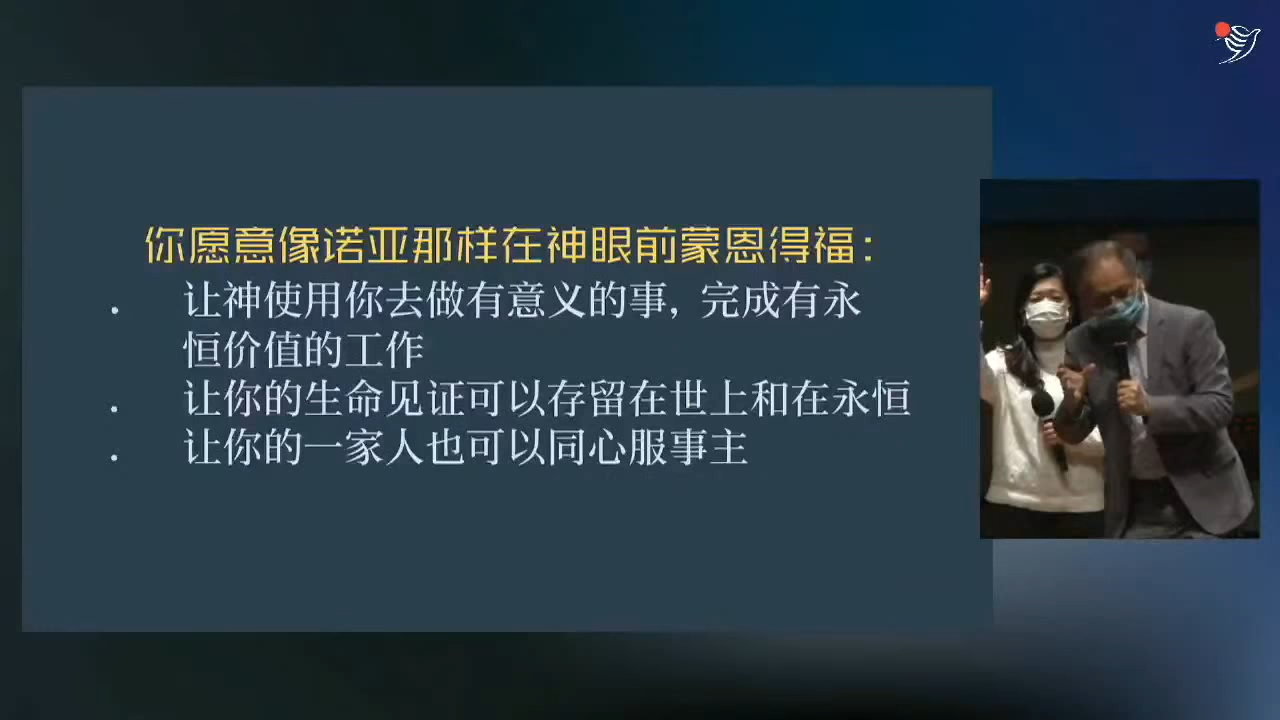 你愿意像诺亚那样在神眼前蒙恩得福：
. 让神使用你去做有意义的事, 完成有永
恒价值的工作
. 让你的生命见证可以存留在世上和在永恒
. 让你的一家人也可以同心服事主